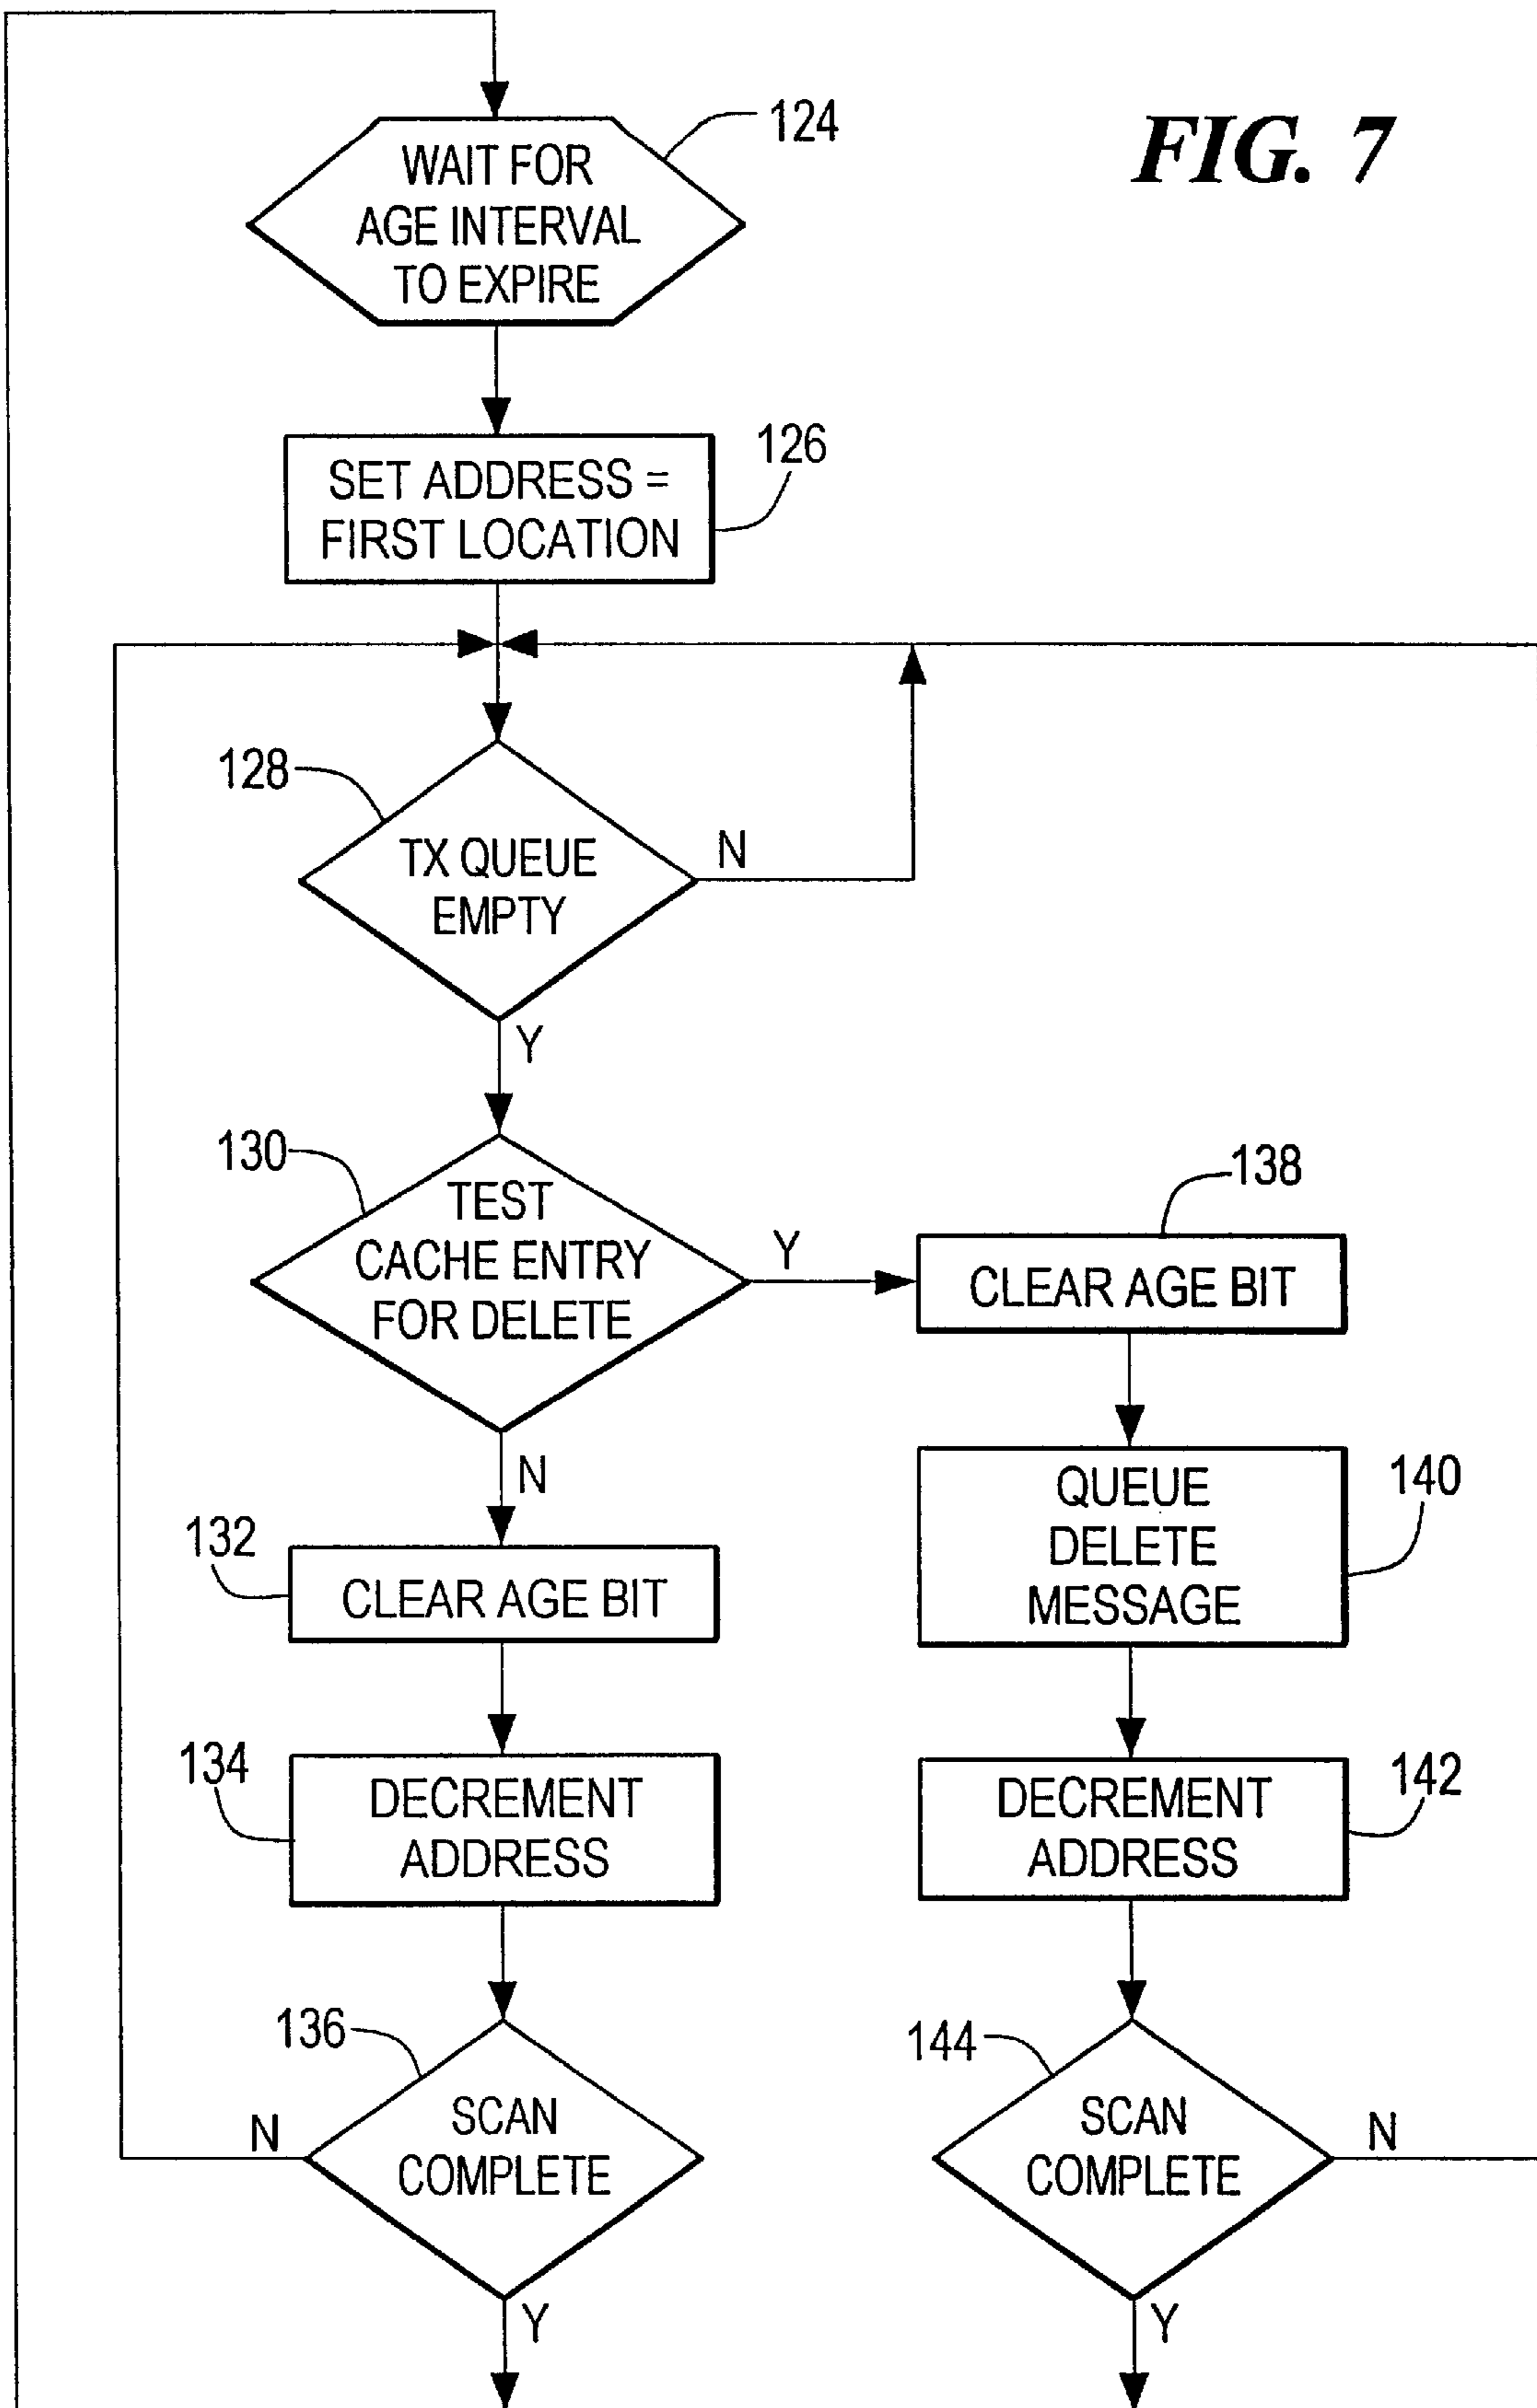 FIG. 7
124
WAIT FOR
AGE INTERVAL
TO EXPIRE
126
SET ADDRESS =
FIRST LOCATION
128
TX QUEUE
EMPTY
N
Y
130
TEST
CACHE ENTRY
FOR DELETE
Y
N
138
CLEAR AGE BIT
140
QUEUE
DELETE
MESSAGE
132
CLEAR AGE BIT
134
DECREMENT
ADDRESS
142
DECREMENT
ADDRESS
136
SCAN
COMPLETE
N
Y
144
SCAN
COMPLETE
N
Y